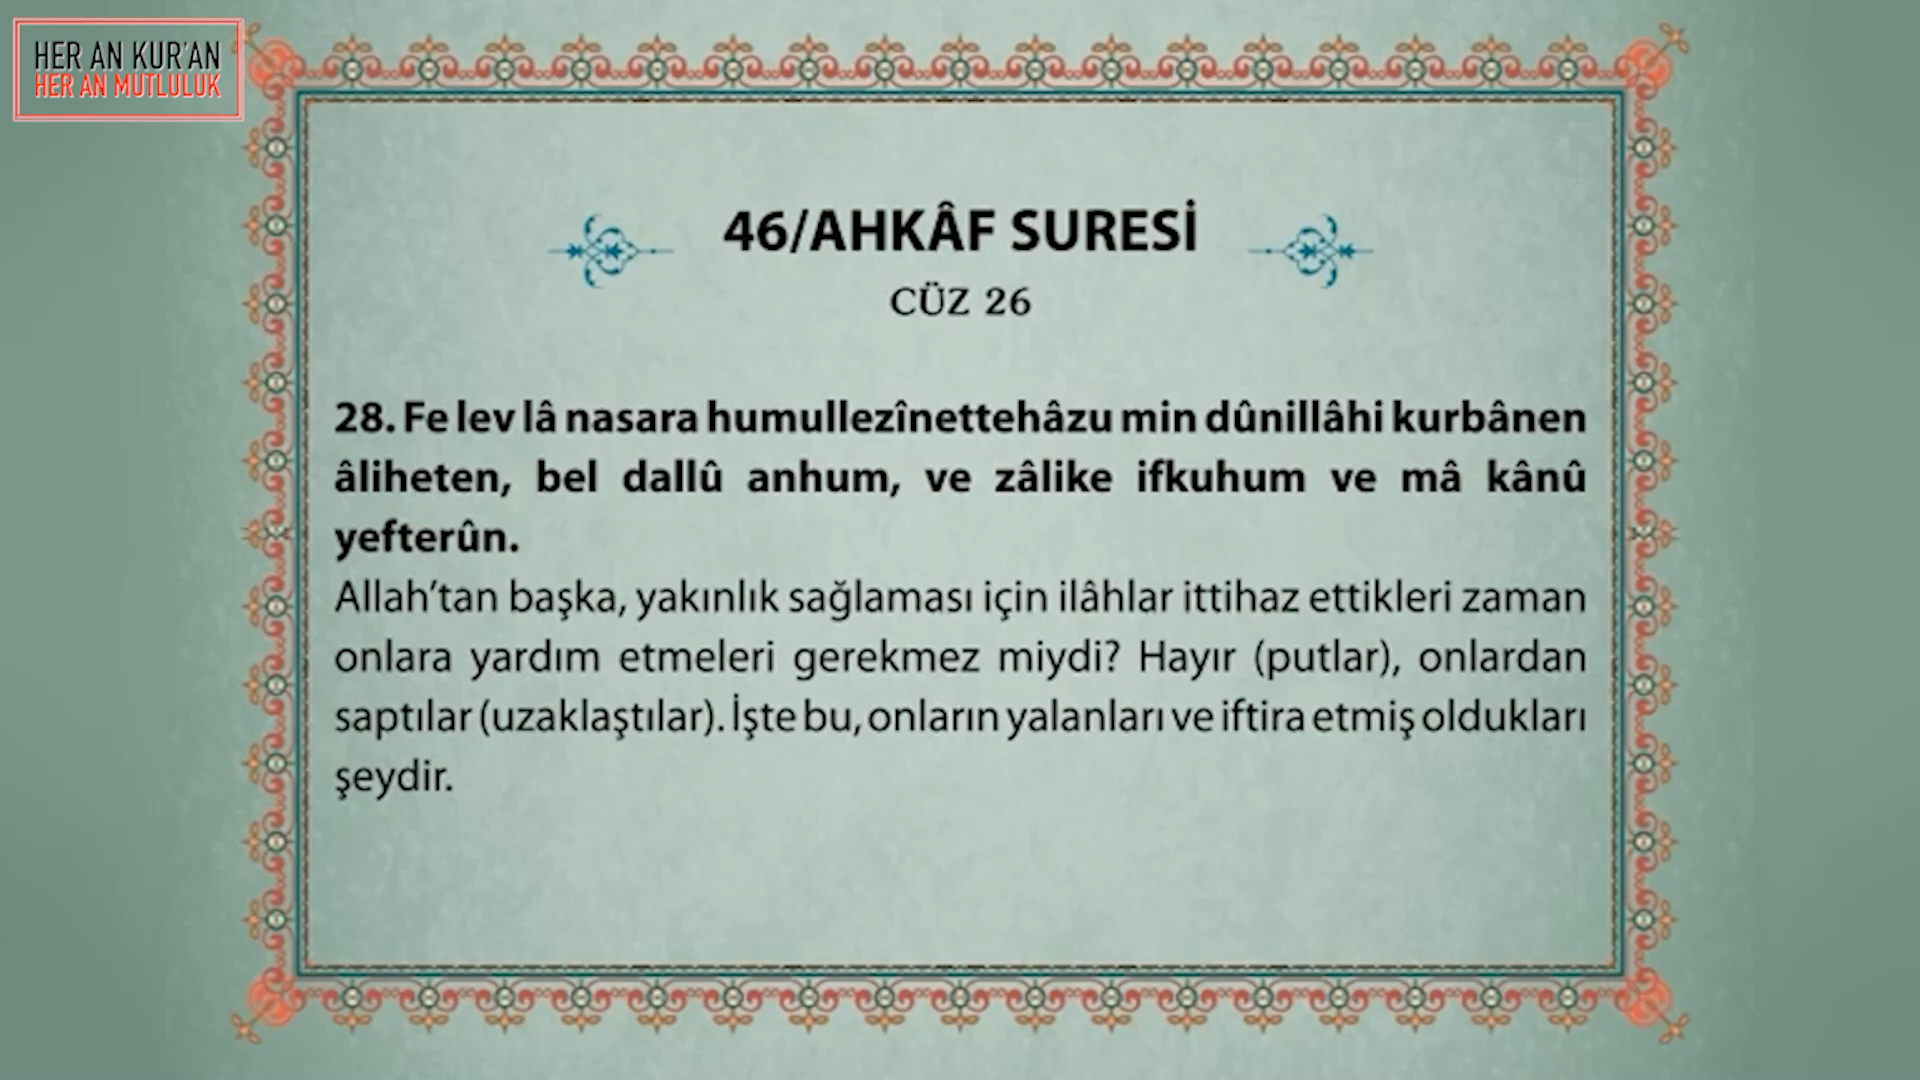 HER AN KUR'AN
HER AN MUTLULUK
46/AHKÂF SURESİ
CÜZ 26
28. Fe lev lâ nasara humullezînettehâzu min dûnillâhi kurbânen
âliheten, bel dallû anhum, ve zâlike ifkuhum ve mâ kânû
yefterûn.
Allah’tan başka, yakınlık sağlaması için ilâhlar ittihaz ettikleri zaman
onlara yardım etmeleri gerekmez miydi? Hayır (putlar), onlardan
saptılar (uzaklaştılar). İşte bu, onların yalanları ve iftira etmiş oldukları
şeydir.